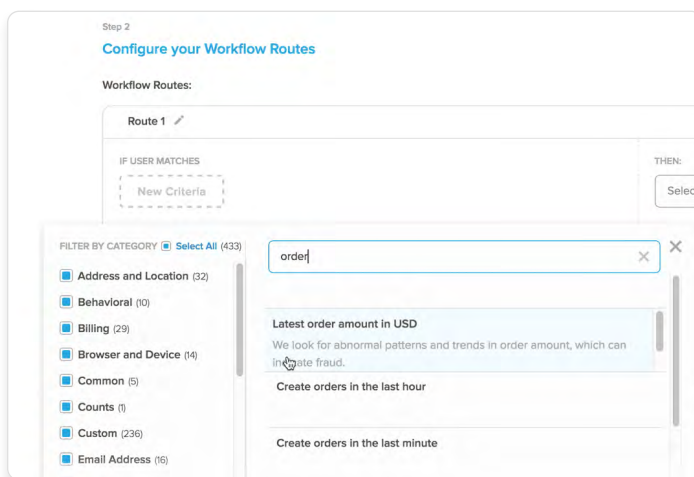 Step 2
Configure your Workflow Routes
Workflow Routes:
Route 1
IF USER MATCHES
THEN:
New Criteria
FILTER BY CATEGORY Select All (433)
order
Address and Location (32)
Behavioral (10)
Billing (29)
Browser and Device (14)
Common (5)
Counts (1)
Custom (236)
Email Address (16)
Latest order amount in USD
We look for abnormal patterns and trends in order amount, which can
fraud.
Create orders in the last hour
Create orders in the last minute